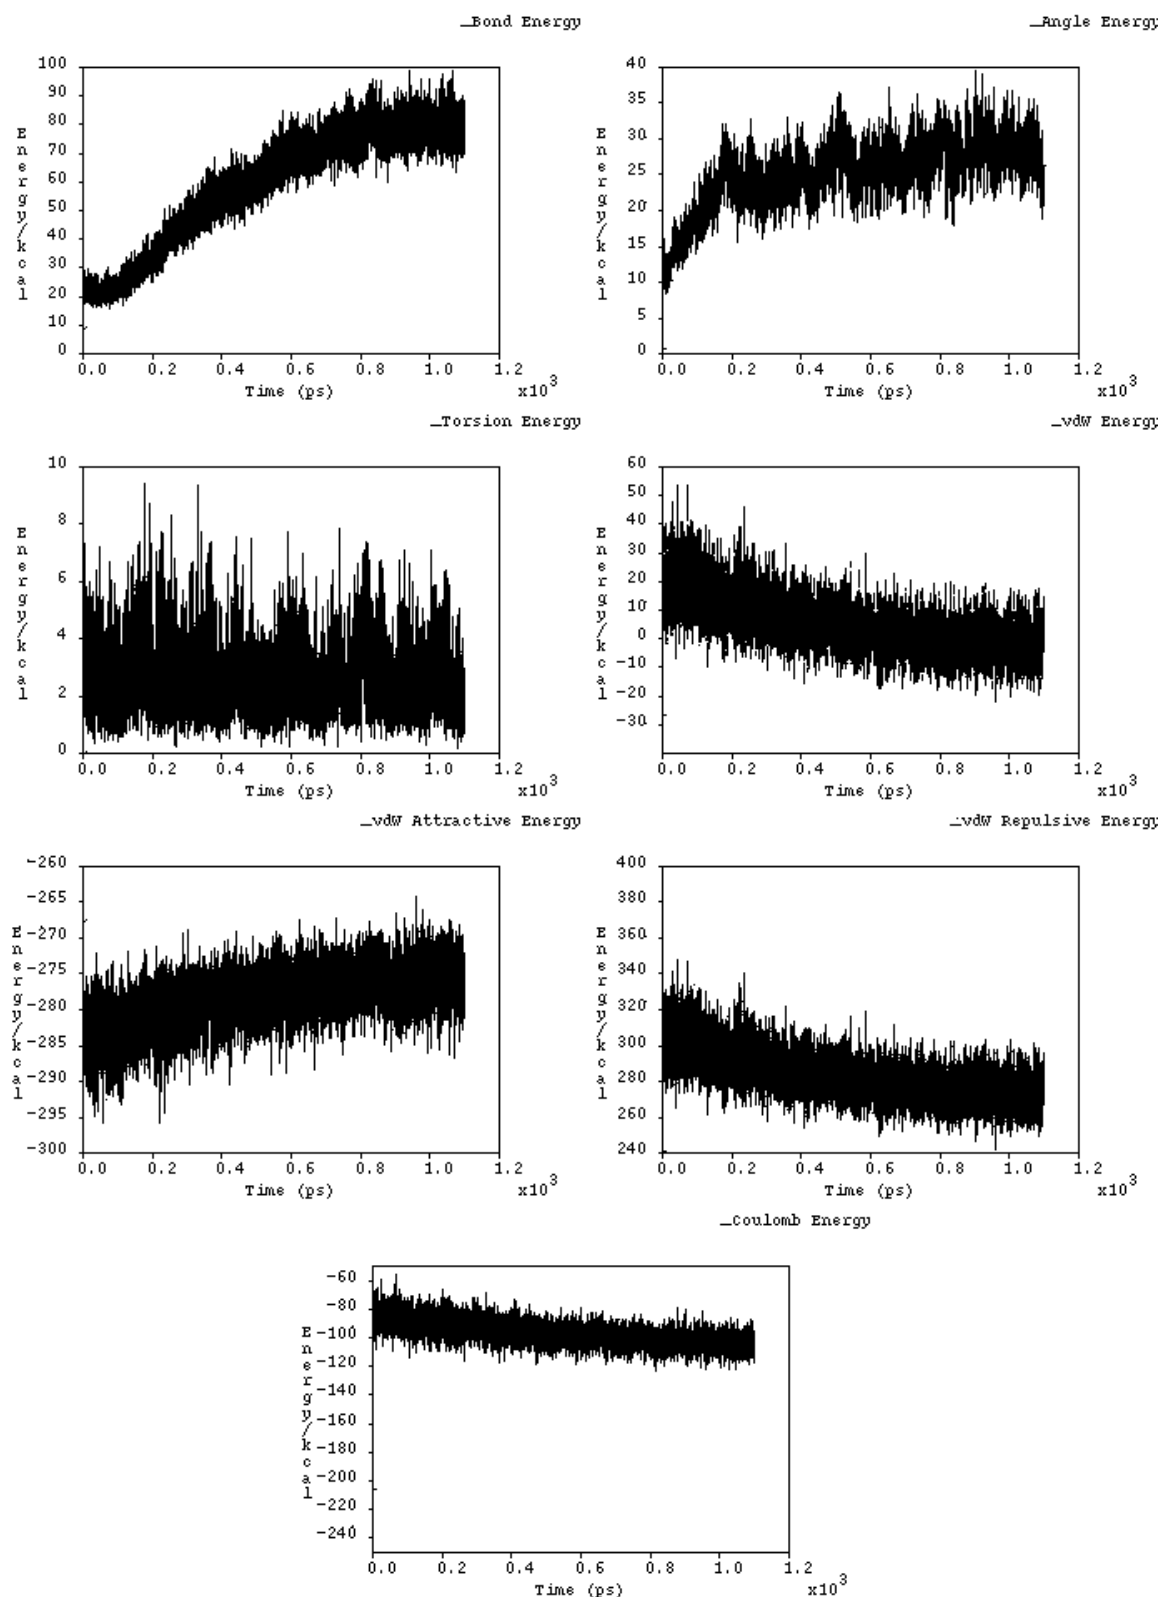 Bond Energy
Angle Energy
100
90
80
70
60
50
40
30
20
10
0
Energy/kcal
0.0 0.2 0.4 0.6 0.8 1.0 1.2
Time (ps)
x10³
40
35
30
25
20
15
10
5
0
Energy/kcal
0.0 0.2 0.4 0.6 0.8 1.0 1.2
Time (ps)
x10³
Torsion Energy
vdW Energy
10
8
6
4
2
0
Energy/kcal
0.0 0.2 0.4 0.6 0.8 1.0 1.2
Time (ps)
x10³
60
50
40
30
20
10
0
-10
-20
-30
Energy/kcal
0.0 0.2 0.4 0.6 0.8 1.0 1.2
Time (ps)
x10³
vdW Attractive Energy
vdW Repulsive Energy
-260
-265
-270
-275
-280
-285
-290
-295
-300
Energy/kcal
0.0 0.2 0.4 0.6 0.8 1.0 1.2
Time (ps)
x10³
400
380
360
340
320
300
280
260
240
Energy/kcal
0.0 0.2 0.4 0.6 0.8 1.0 1.2
Time (ps)
x10³
Coulomb Energy
-60
-80
-100
-120
-140
-160
-180
-200
-220
-240
Energy/kcal
0.0 0.2 0.4 0.6 0.8 1.0 1.2
Time (ps)
x10³